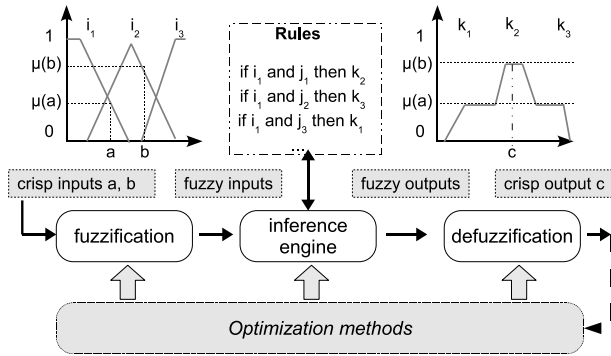 i1 i2 i3
1
μ(b)
μ(a)
0
a b
Rules
if i1 and j1 then k2
if i1 and j2 then k3
if i1 and j3 then k1
...
k1 k2 k3
1
μ(b)
μ(a)
0
c
crisp inputs a, b
fuzzy inputs
fuzzy outputs
crisp output c
fuzzification
inference
engine
defuzzification
Optimization methods